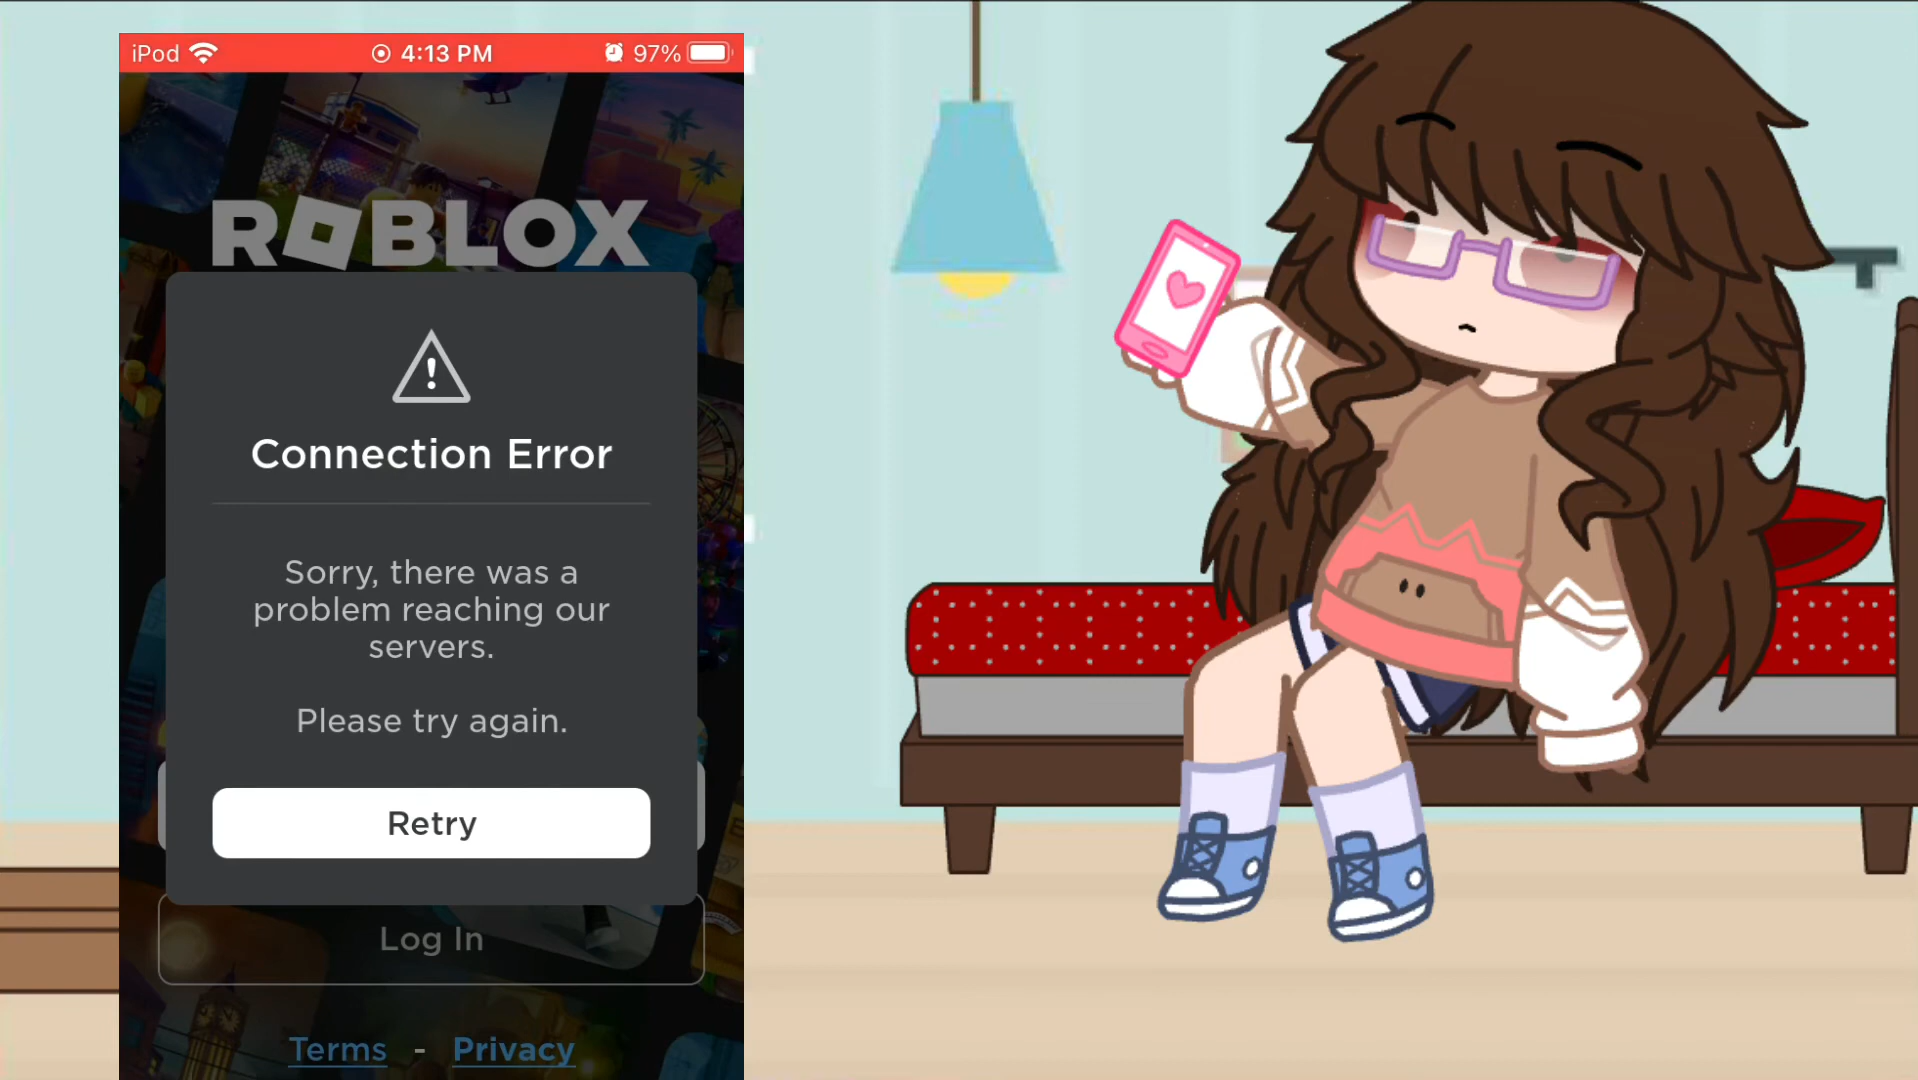 iPod 4:13 PM 97%
ROBLOX
!
Connection Error
Sorry, there was a
problem reaching our
servers.
Please try again.
Retry
Log In
Terms - Privacy